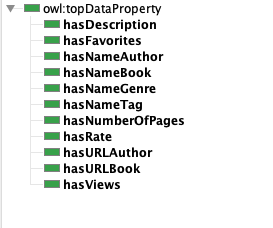 owl:topDataProperty
hasDescription
hasFavorites
hasNameAuthor
hasNameBook
hasNameGenre
hasNameTag
hasNumberOfPages
hasRate
hasURLAuthor
hasURLBook
hasViews